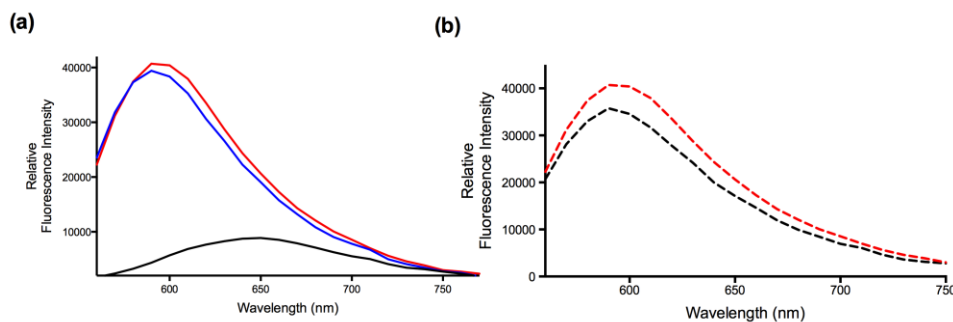 (a)
Relative
Fluorescence Intensity
40000
30000
20000
10000
600
650
700
750
Wavelength (nm)
(b)
Relative
Fluorescence Intensity
40000
30000
20000
10000
0
600
650
700
750
Wavelength (nm)